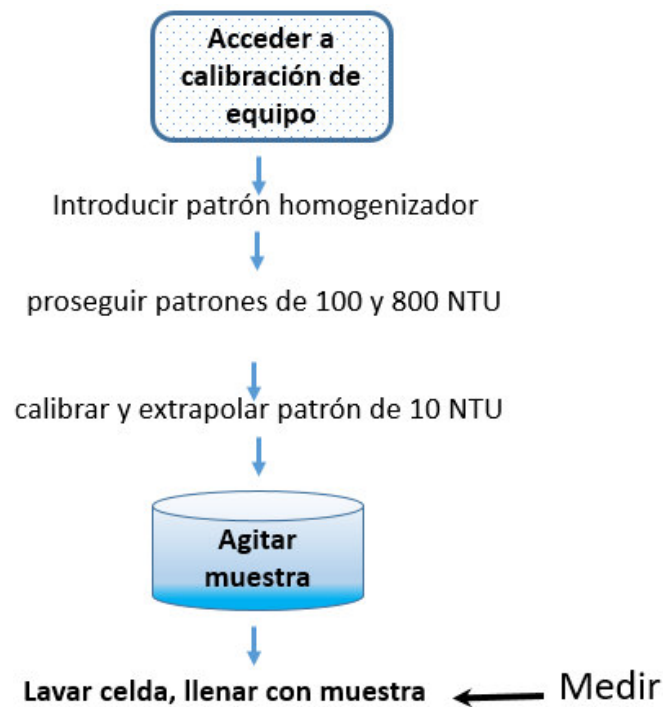 Acceder a
calibración de
equipo
Introducir patrón homogenizador
proseguir patrones de 100 y 800 NTU
calibrar y extrapolar patrón de 10 NTU
Agitar
muestra
Lavar celda, llenar con muestra
Medir